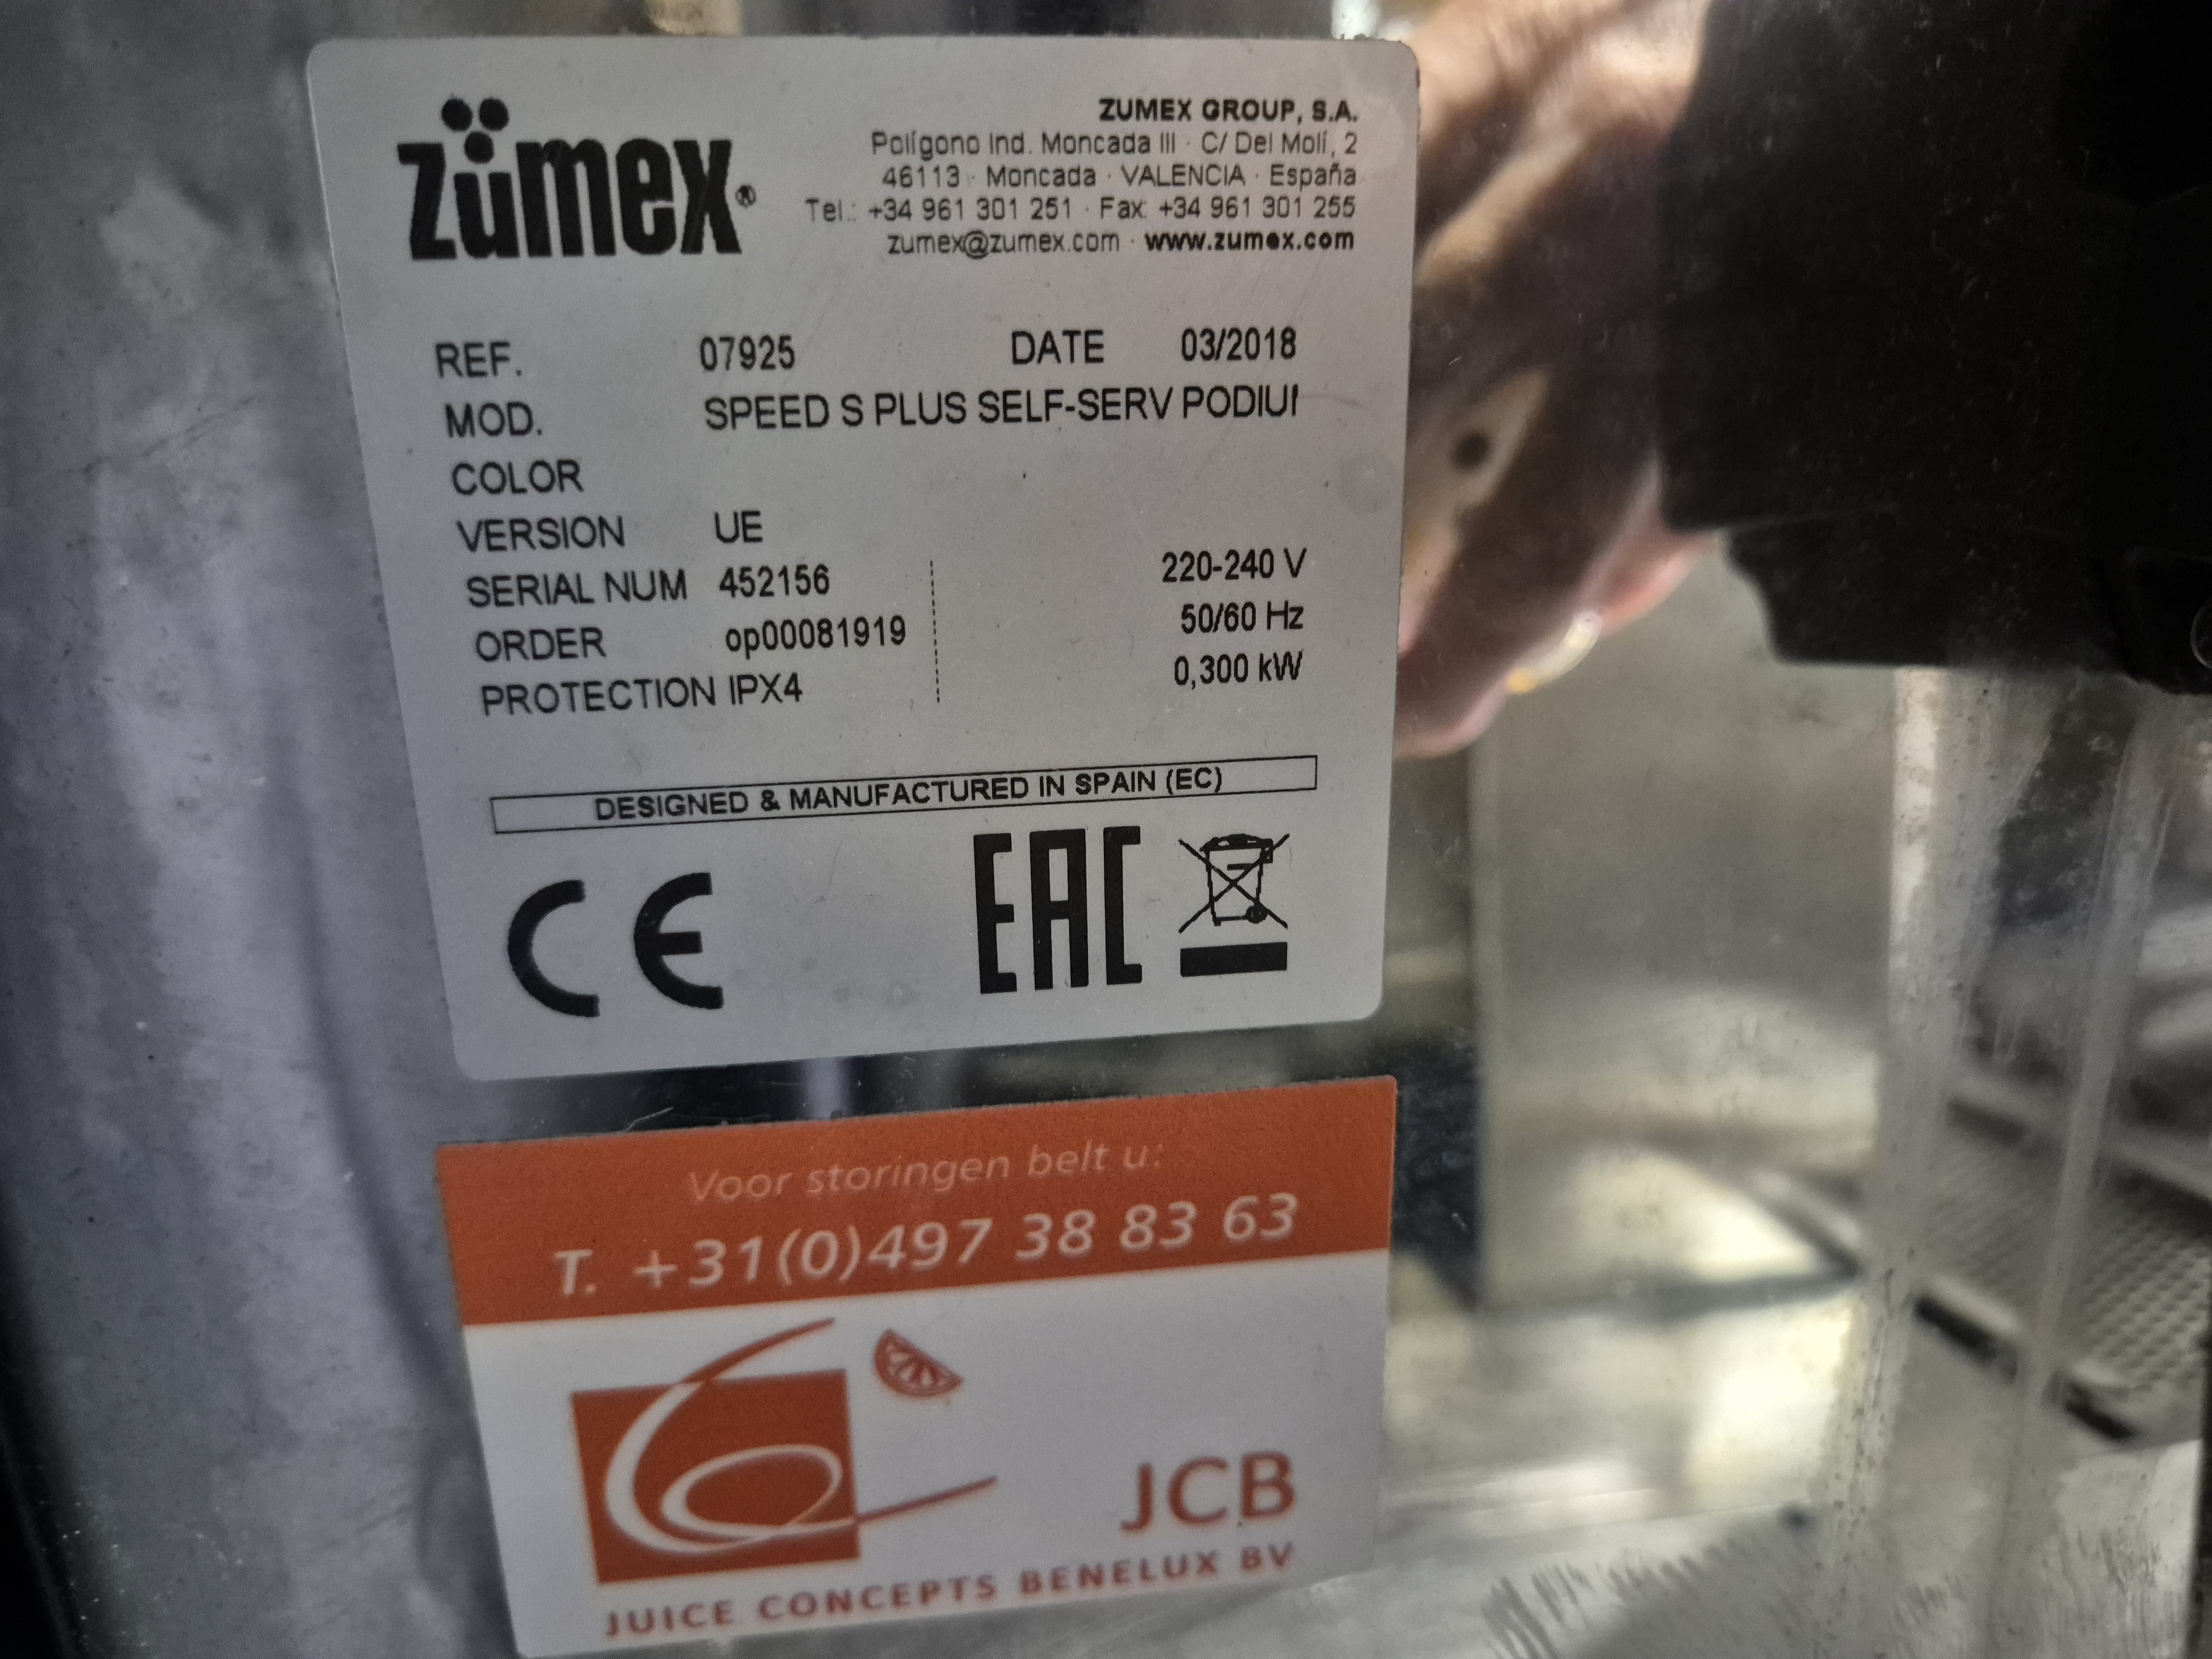 zümex®
ZUMEX GROUP, S.A.
Polígono Ind. Moncada III · C/ Del Molí, 2
46113 · Moncada · VALENCIA · España
Tel.: +34 961 301 251 · Fax: +34 961 301 255
zumex@zumex.com · www.zumex.com
REF. 07925 DATE 03/2018
MOD. SPEED S PLUS SELF-SERV PODIUI
COLOR
VERSION UE
SERIAL NUM 452156 220-240 V
ORDER op00081919 50/60 Hz
PROTECTION IPX4 0,300 kW
DESIGNED & MANUFACTURED IN SPAIN (EC)
CE EAC
Voor storingen belt u:
T. +31(0)497 38 83 63
JCB
JUICE CONCEPTS BENELUX BV